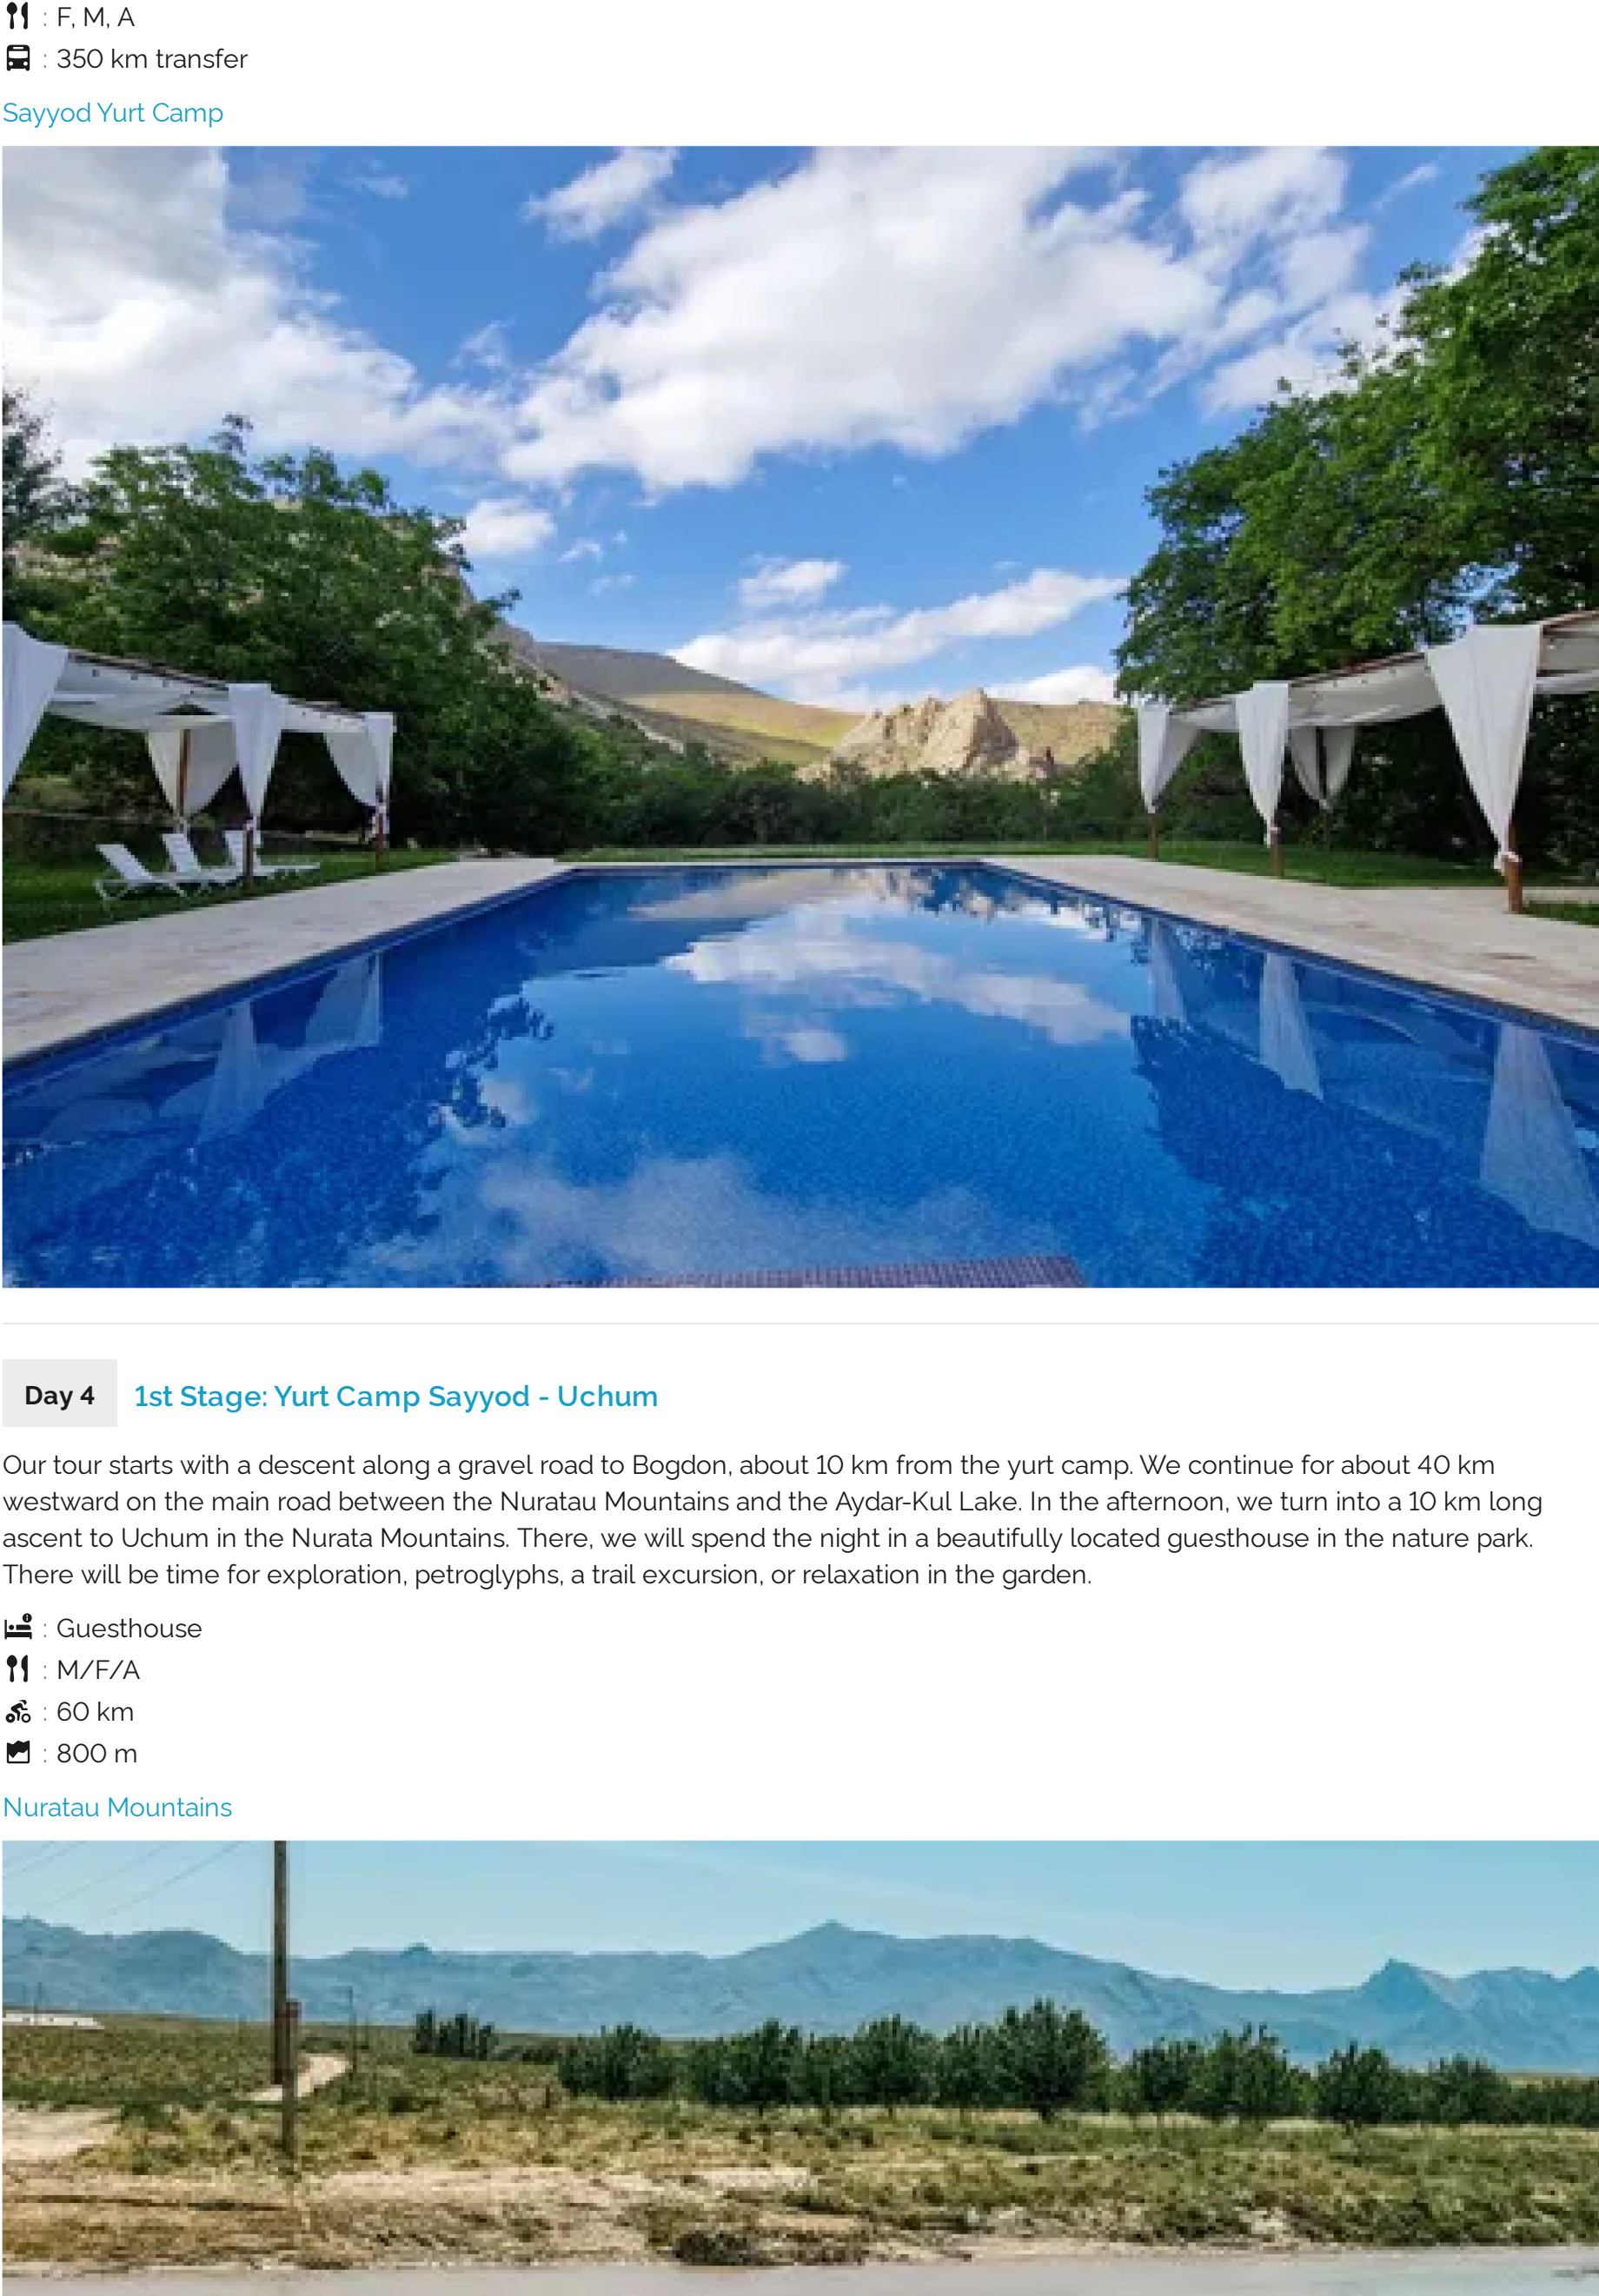 : F, M, A
: 350 km transfer
Sayyod Yurt Camp
Day 4
1st Stage: Yurt Camp Sayyod - Uchum
Our tour starts with a descent along a gravel road to Bogdon, about 10 km from the yurt camp. We continue for about 40 km
westward on the main road between the Nuratau Mountains and the Aydar-Kul Lake. In the afternoon, we turn into a 10 km long
ascent to Uchum in the Nurata Mountains. There, we will spend the night in a beautifully located guesthouse in the nature park.
There will be time for exploration, petroglyphs, a trail excursion, or relaxation in the garden.
: Guesthouse
: M/F/A
: 60 km
: 800 m
Nuratau Mountains